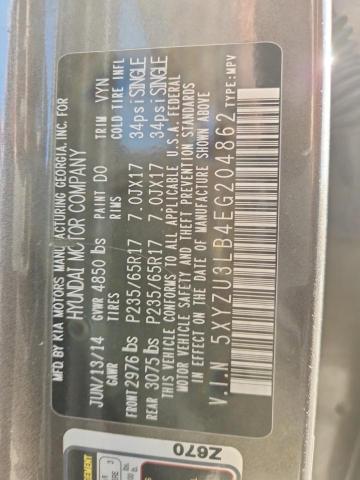 MFD BY KIA MOTORS MANUFACTURING GEORGIA, INC. FOR
HYUNDAI MOTOR COMPANY
JUN/13/14 GVWR 4850 lbs PAINT DO TRIM VYN
GAWR TIRES RIMS COLD TIRE INFL
FRONT 2976 lbs P235/65R17 7.0JX17 34psi SINGLE
REAR 3075 lbs P235/65R17 7.0JX17 34psi SINGLE
THIS VEHICLE CONFORMS TO ALL APPLICABLE U.S.A. FEDERAL
MOTOR VEHICLE SAFETY AND THEFT PREVENTION STANDARDS
IN EFFECT ON THE DATE OF MANUFACTURE SHOWN ABOVE
V.I.N 5XYZU3LB4EG204862 TYPE:MPV
Z670